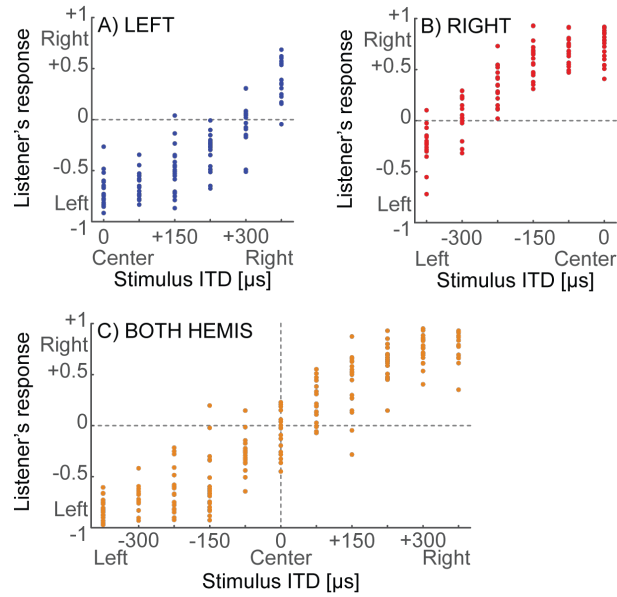 A) LEFT
+1
Right
+0.5
0
-0.5
Left
-1
Listener's response
0 +150 +300
Center Right
Stimulus ITD [µs]
B) RIGHT
+1
Right
+0.5
0
-0.5
Left
-1
Listener's response
-300 -150 0
Left Center
Stimulus ITD [µs]
C) BOTH HEMIS
+1
Right
+0.5
0
-0.5
Left
-1
Listener's response
-300 -150 0 +150 +300
Left Center Right
Stimulus ITD [µs]